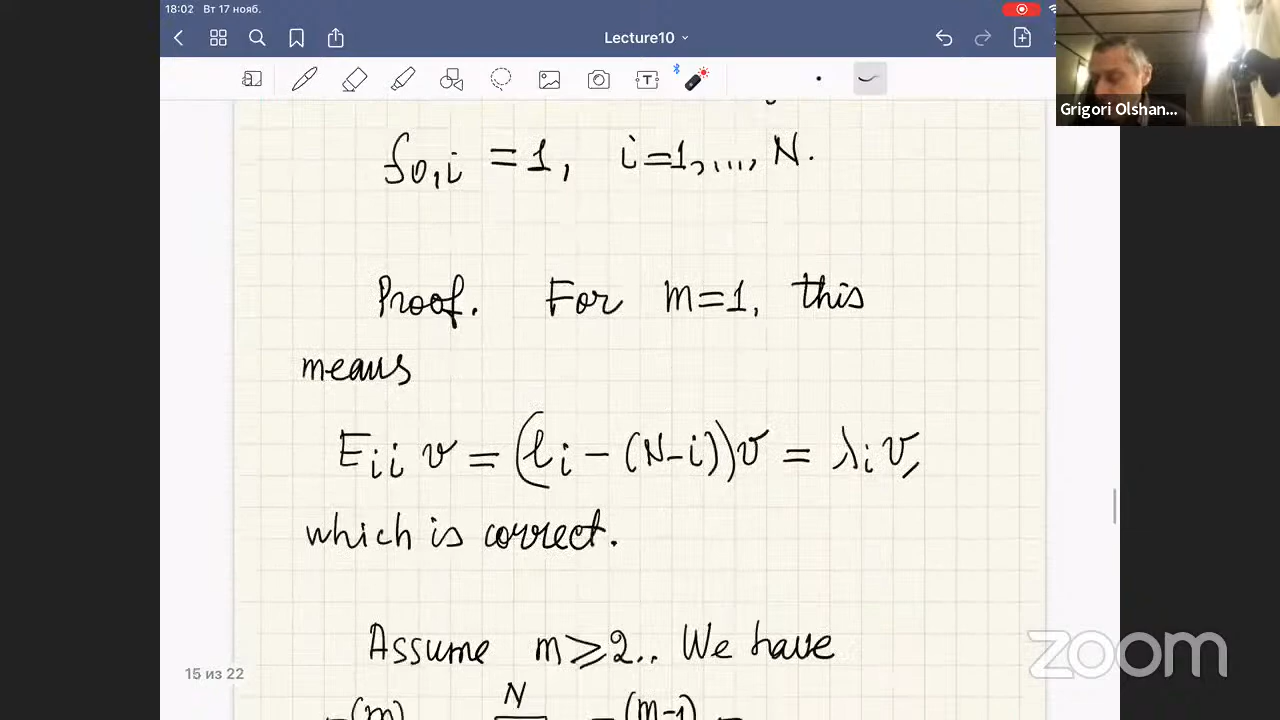 18:02 Вт 17 нояб.
Lecture10
T
Grigori Olshan...
f0,i = 1, i=1,...,N.
Proof. For m=1, this
means
Eii v = (li - (N-i))v = λi v,
which is correct.
Assume m⩾2.. We have
N
(m) (m-1)
15 из 22
zoom